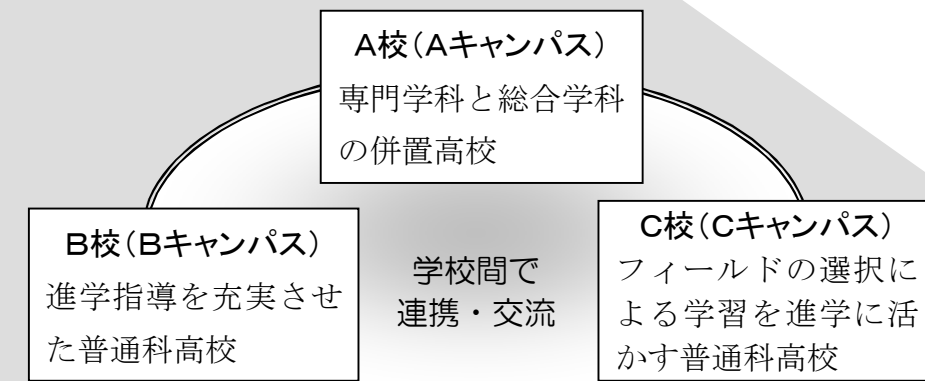 A校(Aキャンパス)
専門学科と総合学科
の併置高校
B校(Bキャンパス)
進学指導を充実させ
た普通科高校
学校間で
連携・交流
C校(Cキャンパス)
フィールドの選択に
よる学習を進学に活
かす普通科高校